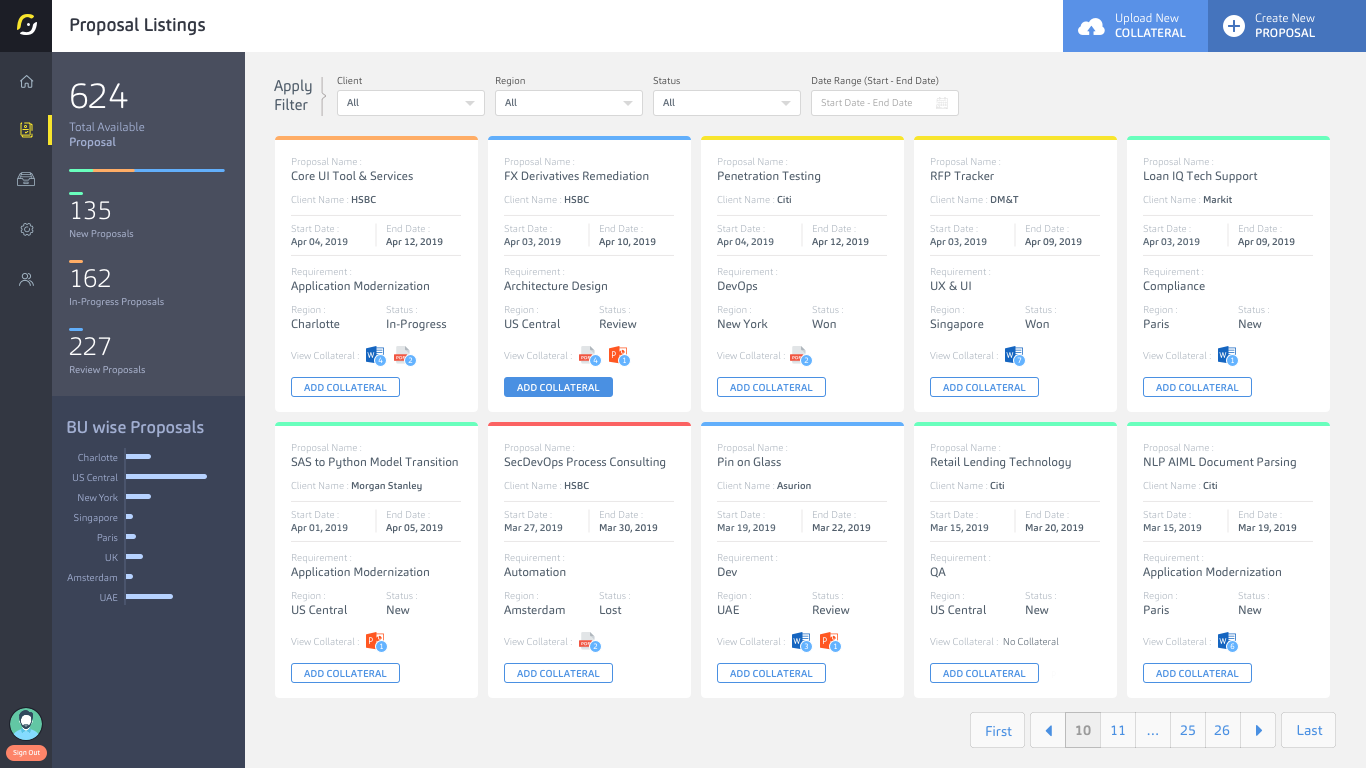 Proposal Listings
Upload New
COLLATERAL
Create New
PROPOSAL
624
Total Available
Proposal
135
New Proposals
162
In-Progress Proposals
227
Review Proposals
BU wise Proposals
Charlotte
US Central
New York
Singapore
Paris
UK
Amsterdam
UAE
Sign Out
Apply
Filter
Client
All
Region
All
Status
All
Date Range (Start - End Date)
Start Date - End Date
Proposal Name :
Core UI Tool & Services
Client Name : HSBC
Start Date : End Date :
Apr 04, 2019 Apr 12, 2019
Requirement :
Application Modernization
Region : Status :
Charlotte In-Progress
View Collateral : W 4 PDF 2
ADD COLLATERAL
Proposal Name :
FX Derivatives Remediation
Client Name : HSBC
Start Date : End Date :
Apr 03, 2019 Apr 10, 2019
Requirement :
Architecture Design
Region : Status :
US Central Review
View Collateral : PDF 4 P 1
ADD COLLATERAL
Proposal Name :
Penetration Testing
Client Name : Citi
Start Date : End Date :
Apr 04, 2019 Apr 12, 2019
Requirement :
DevOps
Region : Status :
New York Won
View Collateral : PDF 2
ADD COLLATERAL
Proposal Name :
RFP Tracker
Client Name : DM&T
Start Date : End Date :
Apr 03, 2019 Apr 09, 2019
Requirement :
UX & UI
Region : Status :
Singapore Won
View Collateral : W 7
ADD COLLATERAL
Proposal Name :
Loan IQ Tech Support
Client Name : Markit
Start Date : End Date :
Apr 03, 2019 Apr 09, 2019
Requirement :
Compliance
Region : Status :
Paris New
View Collateral : W 1
ADD COLLATERAL
Proposal Name :
SAS to Python Model Transition
Client Name : Morgan Stanley
Start Date : End Date :
Apr 01, 2019 Apr 05, 2019
Requirement :
Application Modernization
Region : Status :
US Central New
View Collateral : P 1
ADD COLLATERAL
Proposal Name :
SecDevOps Process Consulting
Client Name : HSBC
Start Date : End Date :
Mar 27, 2019 Mar 30, 2019
Requirement :
Automation
Region : Status :
Amsterdam Lost
View Collateral : PDF 2
ADD COLLATERAL
Proposal Name :
Pin on Glass
Client Name : Asurion
Start Date : End Date :
Mar 19, 2019 Mar 22, 2019
Requirement :
Dev
Region : Status :
UAE Review
View Collateral : W 3 P 1
ADD COLLATERAL
Proposal Name :
Retail Lending Technology
Client Name : Citi
Start Date : End Date :
Mar 15, 2019 Mar 20, 2019
Requirement :
QA
Region : Status :
US Central New
View Collateral : No Collateral
ADD COLLATERAL
Proposal Name :
NLP AIML Document Parsing
Client Name : Citi
Start Date : End Date :
Mar 15, 2019 Mar 19, 2019
Requirement :
Application Modernization
Region : Status :
Paris New
View Collateral : W 6
ADD COLLATERAL
First 10 11 ... 25 26 Last